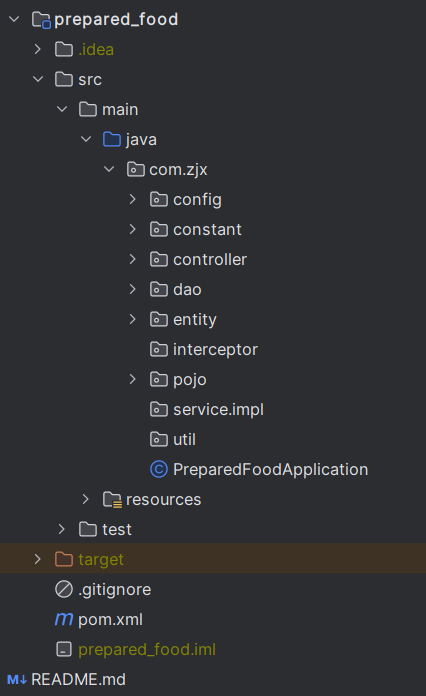 prepared_food
.idea
src
main
java
com.zjx
config
constant
controller
dao
entity
interceptor
pojo
service.impl
util
PreparedFoodApplication
resources
test
target
.gitignore
pom.xml
prepared_food.iml
README.md